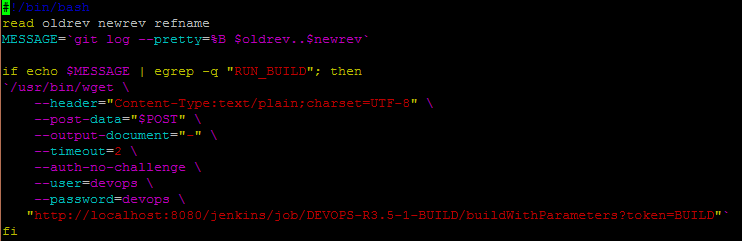 #!/bin/bash
read oldrev newrev refname
MESSAGE=`git log --pretty=%B $oldrev..$newrev`
if echo $MESSAGE | egrep -q "RUN_BUILD"; then
`/usr/bin/wget \
--header="Content-Type:text/plain;charset=UTF-8" \
--post-data="$POST" \
--output-document="-" \
--timeout=2 \
--auth-no-challenge \
--user=devops \
--password=devops \
"http://localhost:8080/jenkins/job/DEVOPS-R3.5-1-BUILD/buildWithParameters?token=BUILD"`
fi